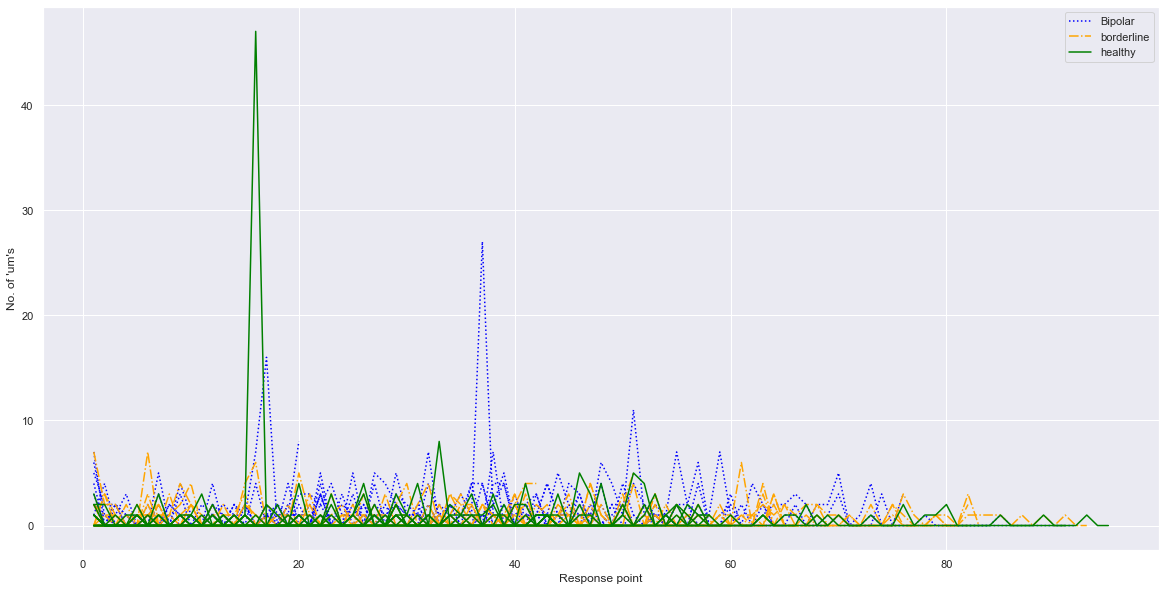 Bipolar
borderline
healthy
40
30
20
10
0
No. of 'um's
0 20 40 60 80
Response point